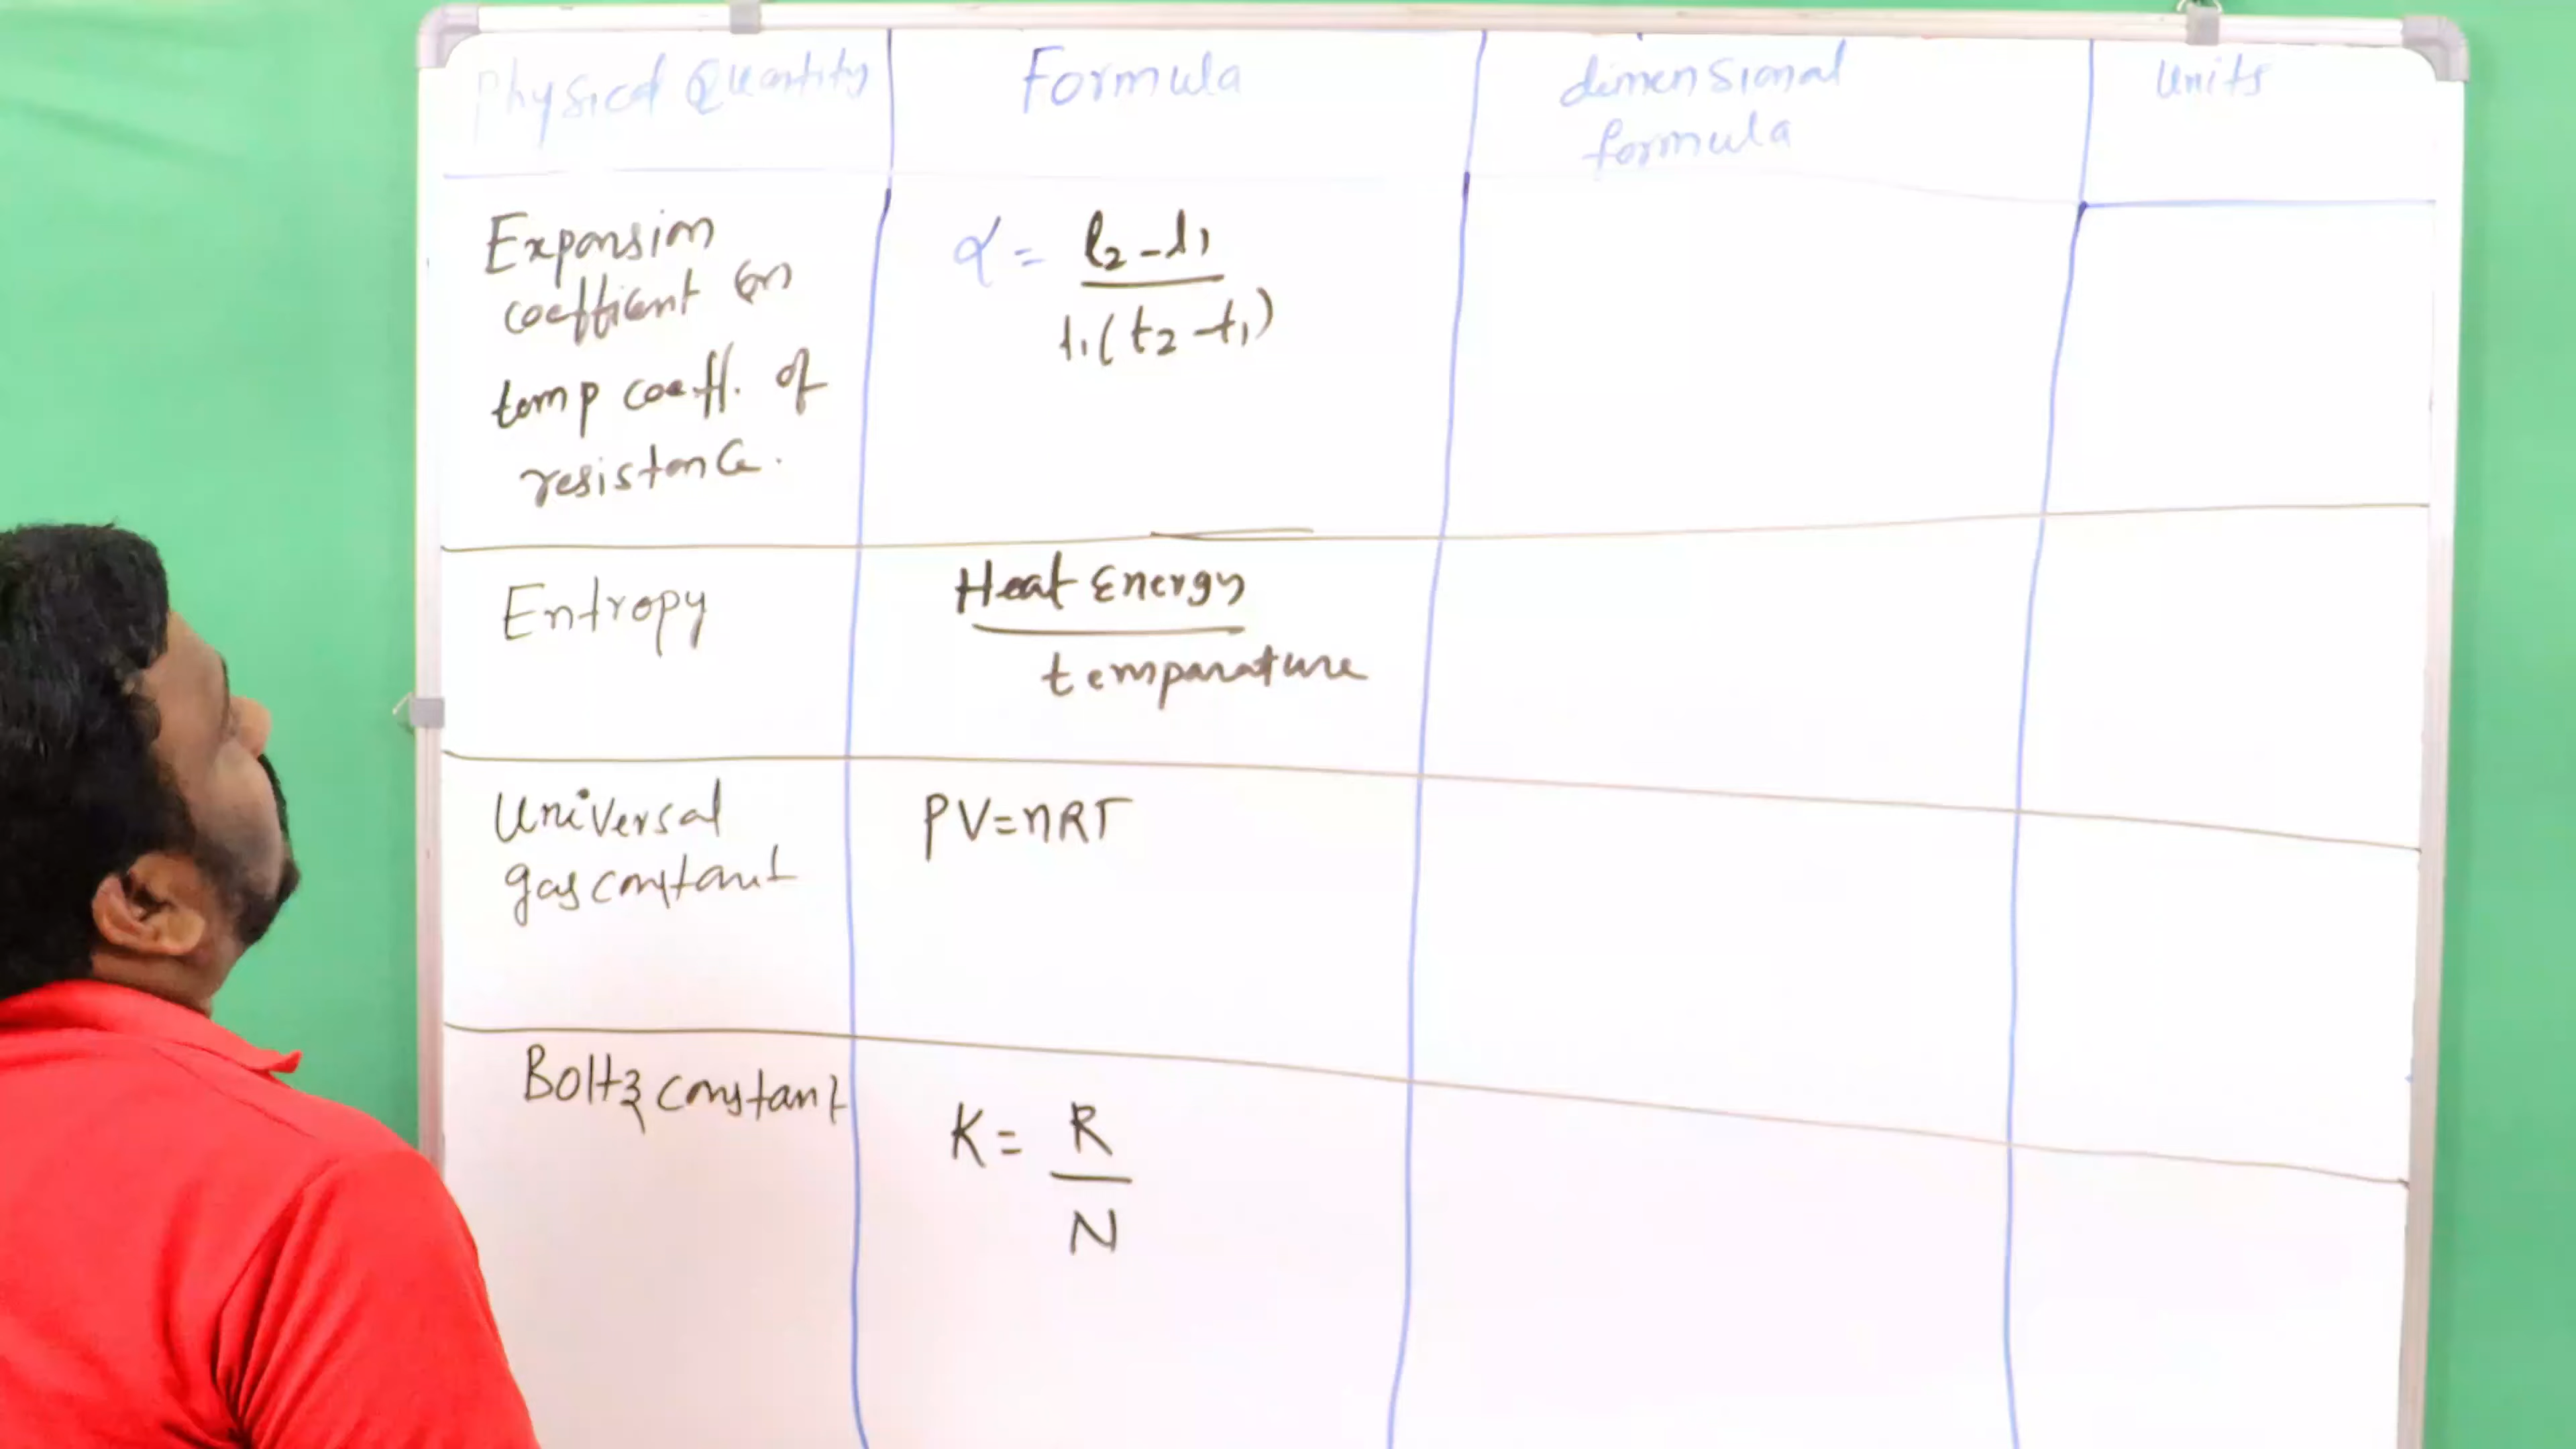 Physical Quantity
Formula
dimensional
formula
Units
Expansion
coefficient (or)
temp coeff. of
resistance.
α = l2-l1
l1(t2-t1)
Entropy
Heat Energy
temparature
Universal
gas constant
PV=nRT
Boltz constant
K= R
N